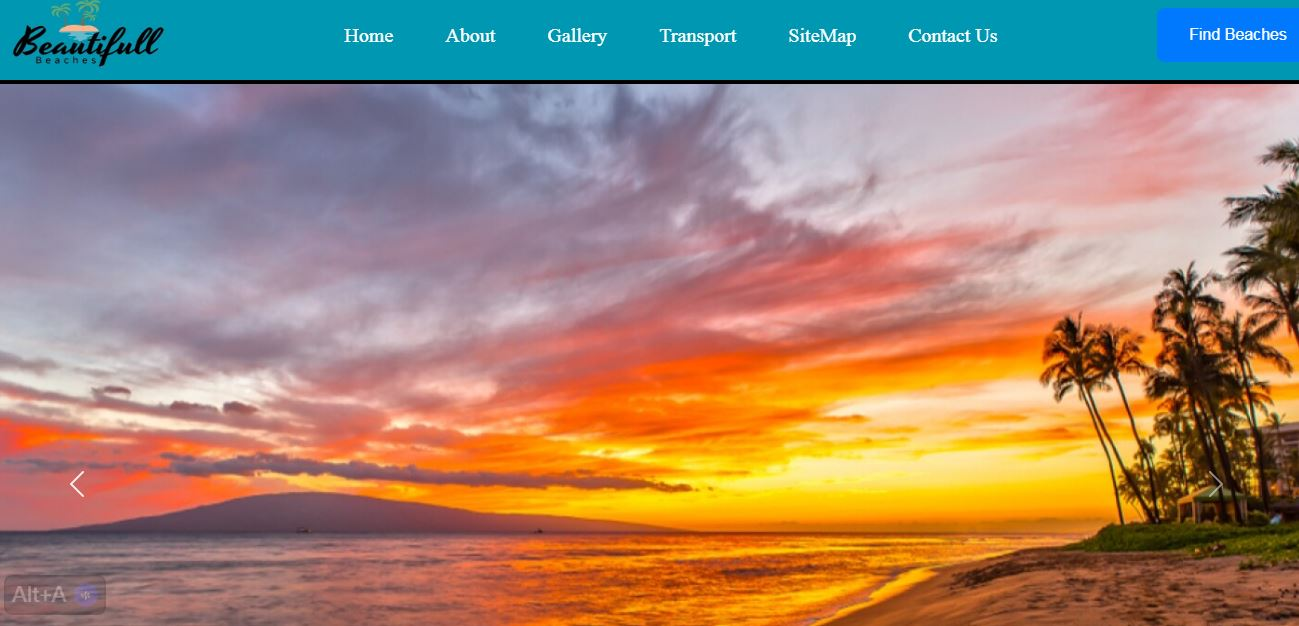 Beautifull
Beaches
Home
About
Gallery
Transport
SiteMap
Contact Us
Find Beaches
Alt+A